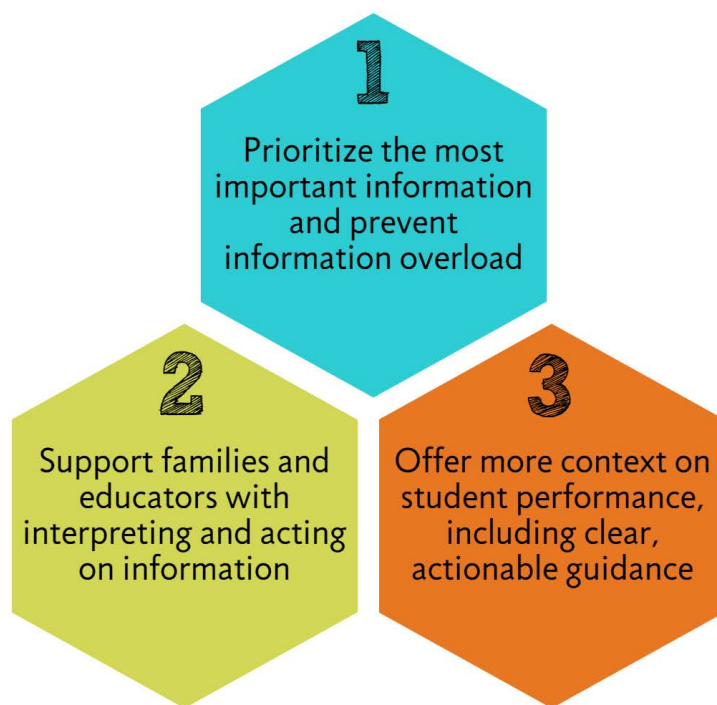 1
Prioritize the most
important information
and prevent
information overload
2
Support families and
educators with
interpreting and acting
on information
3
Offer more context on
student performance,
including clear,
actionable guidance